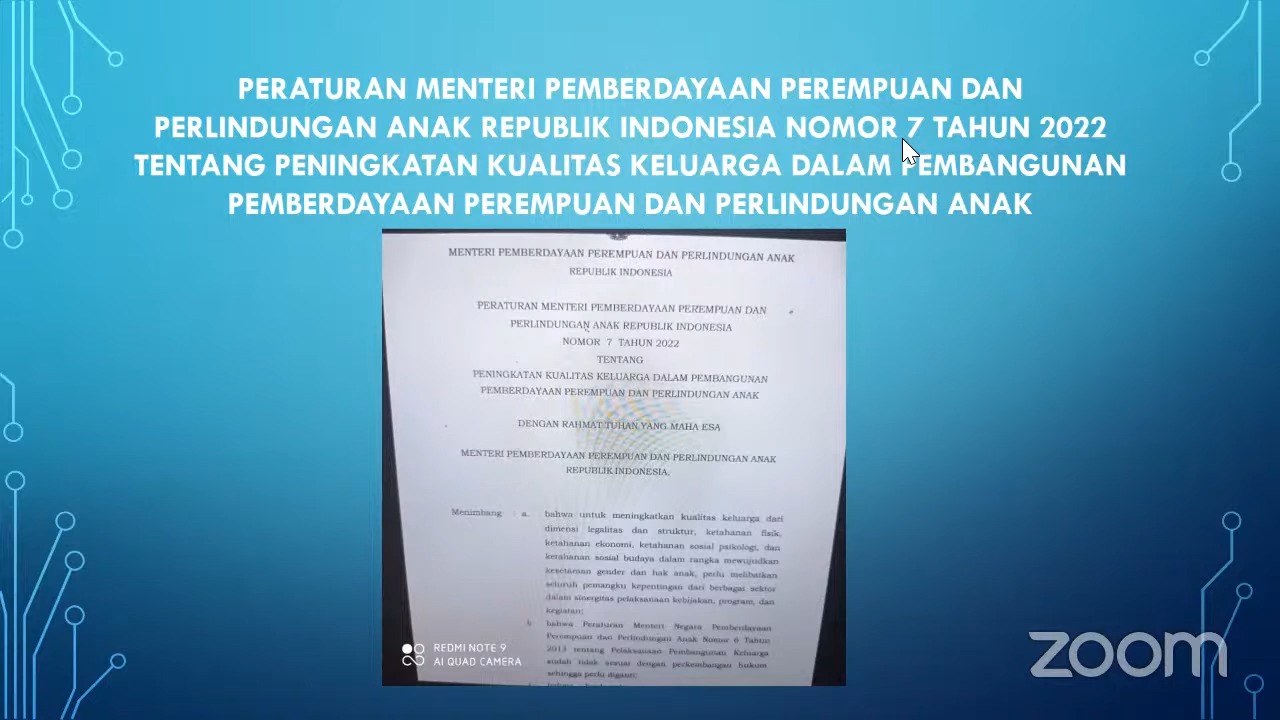 PERATURAN MENTERI PEMBERDAYAAN PEREMPUAN DAN
PERLINDUNGAN ANAK REPUBLIK INDONESIA NOMOR 7 TAHUN 2022
TENTANG PENINGKATAN KUALITAS KELUARGA DALAM PEMBANGUNAN
PEMBERDAYAAN PEREMPUAN DAN PERLINDUNGAN ANAK
MENTERI PEMBERDAYAAN PEREMPUAN DAN PERLINDUNGAN ANAK
REPUBLIK INDONESIA
PERATURAN MENTERI PEMBERDAYAAN PEREMPUAN DAN
PERLINDUNGAN ANAK REPUBLIK INDONESIA
NOMOR 7 TAHUN 2022
TENTANG
PENINGKATAN KUALITAS KELUARGA DALAM PEMBANGUNAN
PEMBERDAYAAN PEREMPUAN DAN PERLINDUNGAN ANAK
DENGAN RAHMAT TUHAN YANG MAHA ESA
MENTERI PEMBERDAYAAN PEREMPUAN DAN PERLINDUNGAN ANAK
REPUBLIK INDONESIA,
Menimbang : a. bahwa untuk meningkatkan kualitas keluarga dari
dimensi legalitas dan struktur, ketahanan fisik,
ketahanan ekonomi, ketahanan sosial psikologi, dan
ketahanan sosial budaya dalam rangka mewujudkan
kesetaraan gender dan hak anak, perlu melibatkan
seluruh pemangku kepentingan dari berbagai sektor
dalam sinergitas pelaksanaan kebijakan, program, dan
kegiatan;
b bahwa Peraturan Menteri Negara Pemberdayaan
Perempuan dan Perlindungan Anak Nomor 6 Tahun
2013 tentang Pelaksanaan Pembangunan Keluarga
sudah tidak sesuai dengan perkembangan hukum
sehingga perlu diganti;
REDMI NOTE 9
AI QUAD CAMERA
zoom